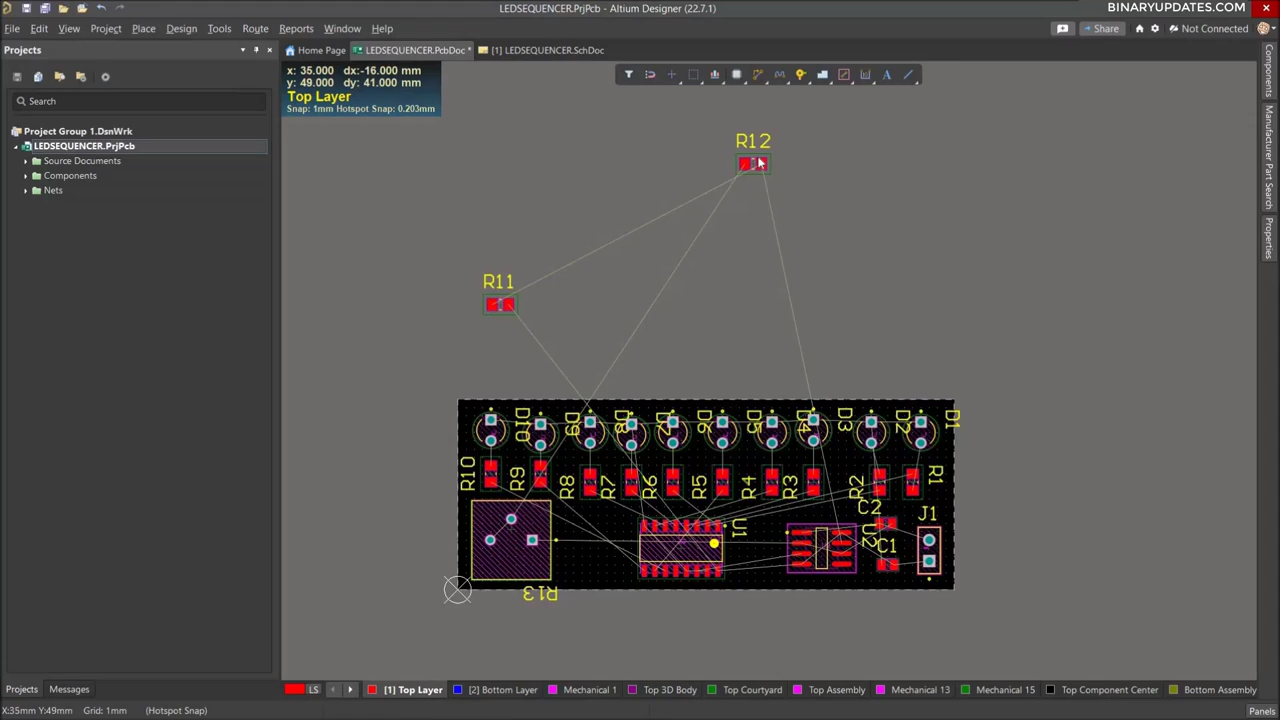 LEDSEQUENCER.PrjPcb - Altium Designer (22.7.1)
BINARYUPDATES.COM
File Edit View Project Place Design Tools Route Reports Window Help
Share
Not Connected
Projects
Home Page
LEDSEQUENCER.PcbDoc *
[1] LEDSEQUENCER.SchDoc
x: 35.000 dx:-16.000 mm
y: 49.000 dy: 41.000 mm
Top Layer
Snap: 1mm Hotspot Snap: 0.203mm
Search
Project Group 1.DsnWrk
LEDSEQUENCER.PrjPcb
Source Documents
Components
Nets
Components
Manufacturer Part Search
Properties
R12
R11
D10 D9 D8 D7 D6 D5 D4 D3 D2 D1
R10 R9 R8 R7 R6 R5 R4 R3 R2 R1
C2 J1
U1 U2 C1
R13
Projects Messages
LS
[1] Top Layer
[2] Bottom Layer
Mechanical 1
Top 3D Body
Top Courtyard
Top Assembly
Mechanical 13
Mechanical 15
Top Component Center
Bottom Assembly
X:35mm Y:49mm Grid: 1mm (Hotspot Snap)
Panels